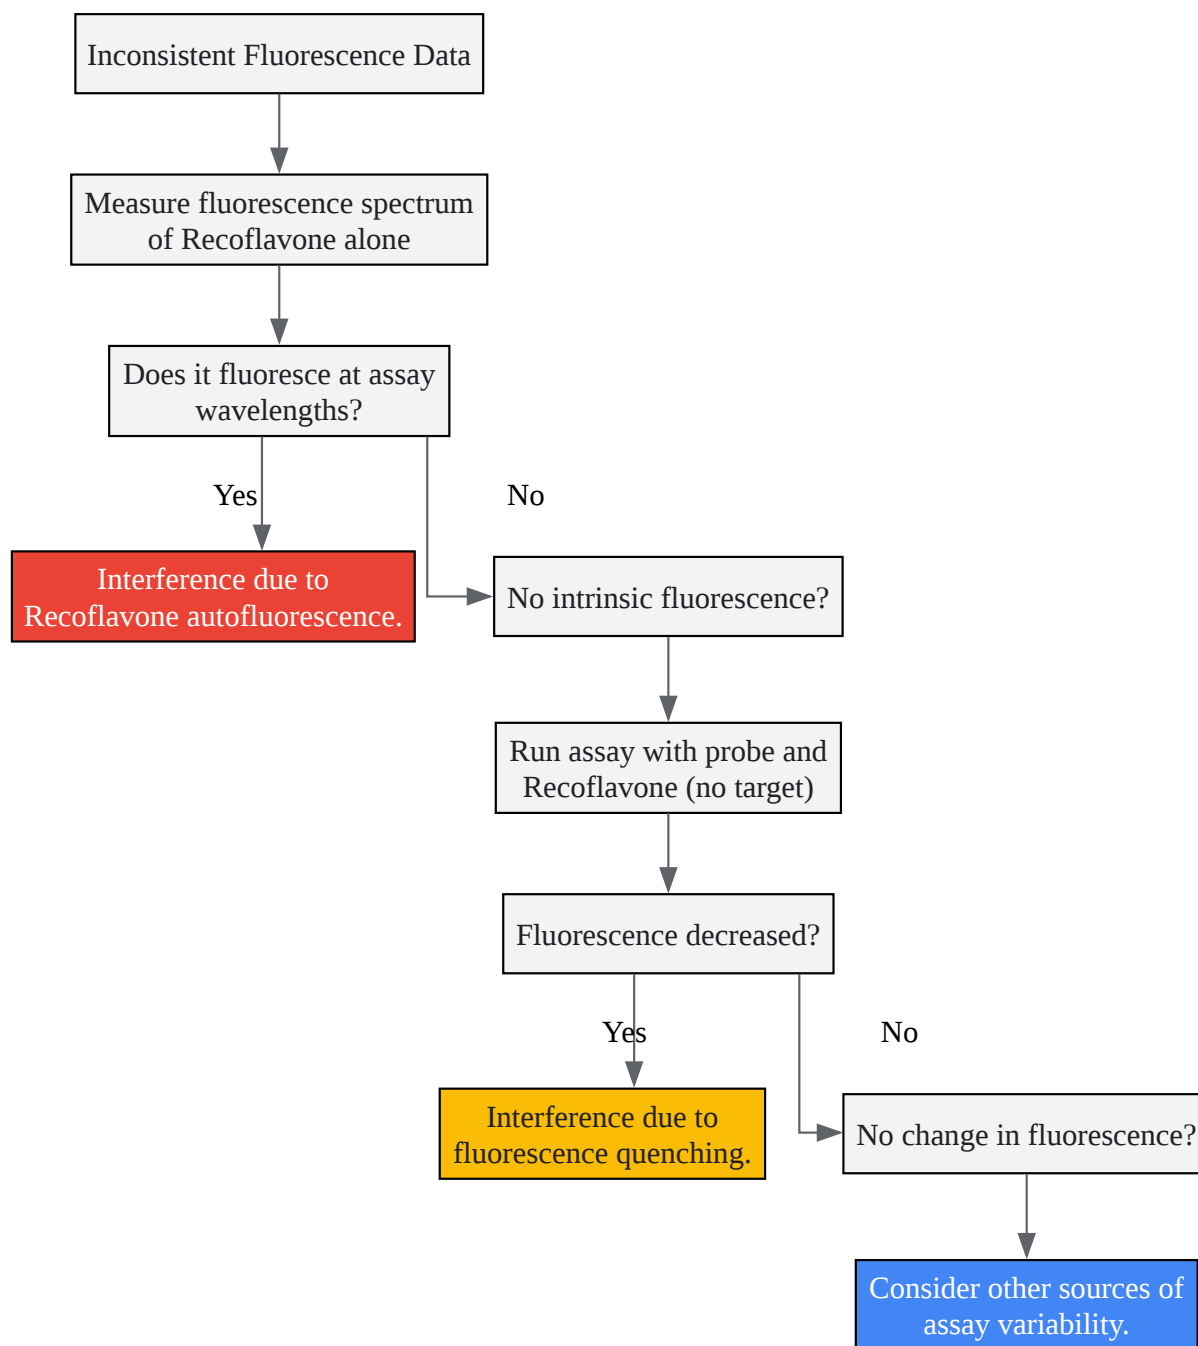 Inconsistent Fluorescence Data
Measure fluorescence spectrum
of Recoflavone alone
Does it fluoresce at assay
wavelengths?
Yes
No
Interference due to
Recoflavone autofluorescence.
No intrinsic fluorescence?
Run assay with probe and
Recoflavone (no target)
Fluorescence decreased?
Yes
No
Interference due to
fluorescence quenching.
No change in fluorescence?
Consider other sources of
assay variability.